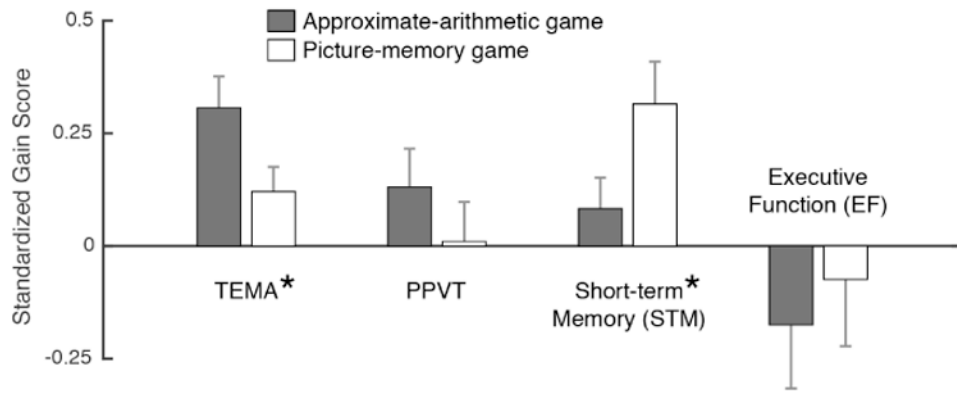 Standardized Gain Score
0.5
0.25
0
-0.25
Approximate-arithmetic game
Picture-memory game
TEMA*
PPVT
Short-term*
Memory (STM)
Executive
Function (EF)